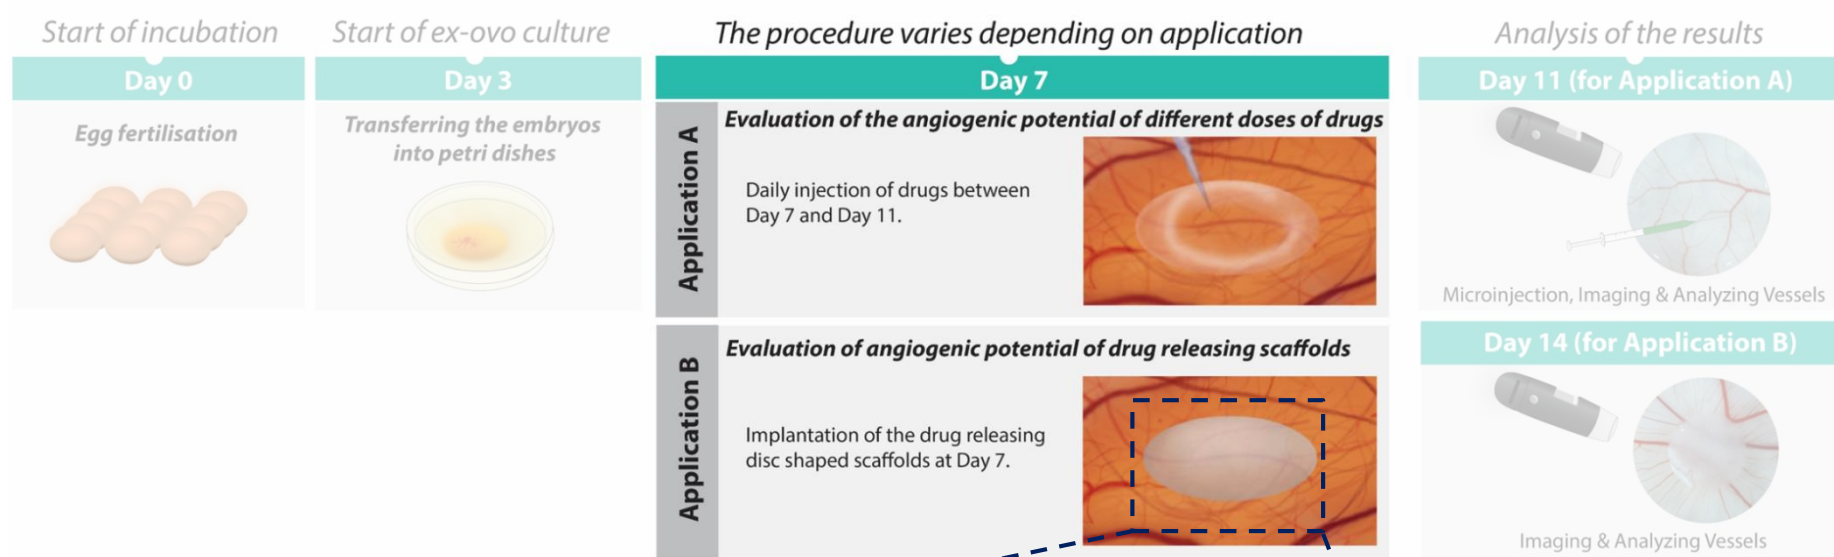 Start of incubation
Day 0
Egg fertilisation
Start of ex-ovo culture
Day 3
Transferring the embryos
into petri dishes
The procedure varies depending on application
Day 7
Application A
Evaluation of the angiogenic potential of different doses of drugs
Daily injection of drugs between
Day 7 and Day 11.
Application B
Evaluation of angiogenic potential of drug releasing scaffolds
Implantation of the drug releasing
disc shaped scaffolds at Day 7.
Analysis of the results
Day 11 (for Application A)
Microinjection, Imaging & Analyzing Vessels
Day 14 (for Application B)
Imaging & Analyzing Vessels